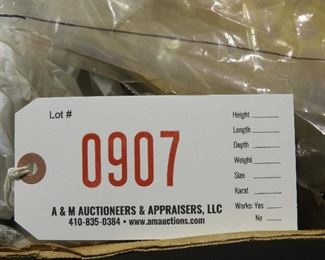 Lot #
0907
A & M AUCTIONEERS & APPRAISERS, LLC
410-835-0384 • www.amauctions.com
Height
Length
Depth
Weight
Size
Karat
Works: Yes
No